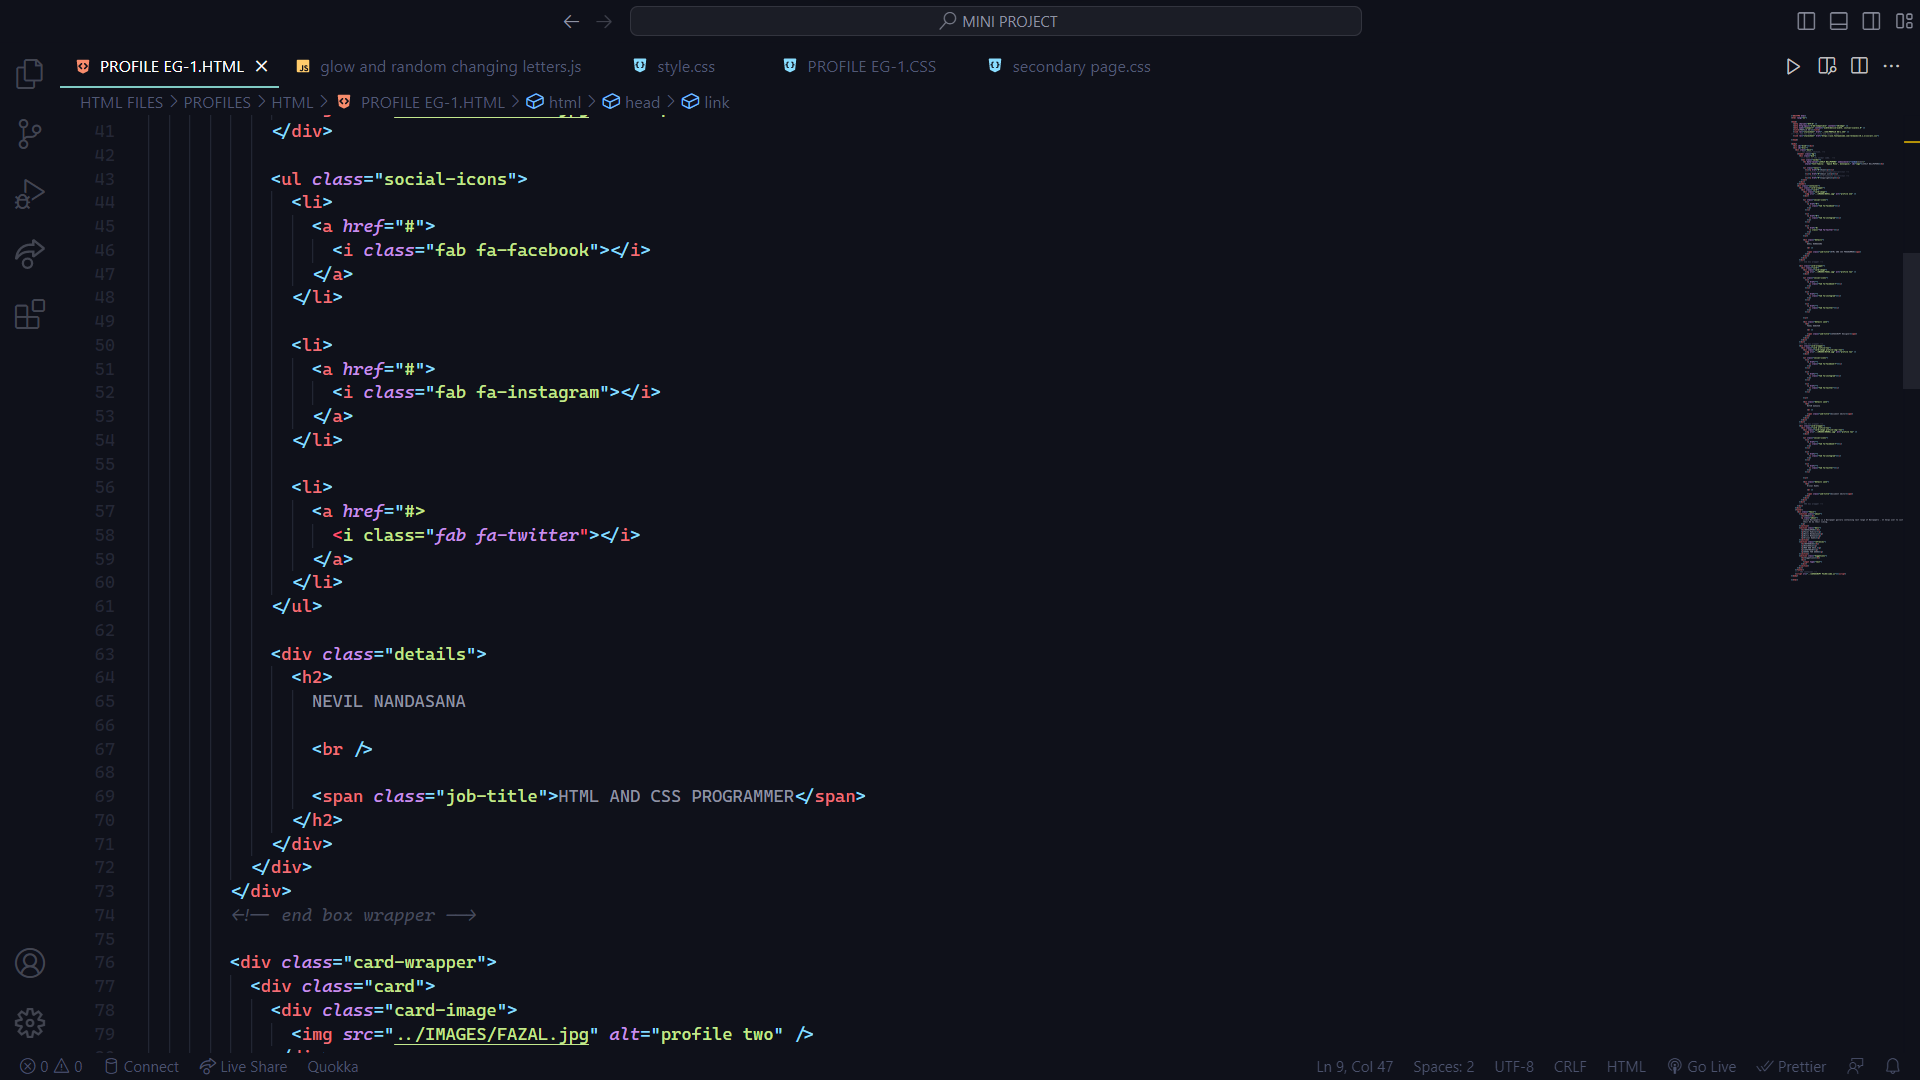 MINI PROJECT
PROFILE EG-1.HTML
glow and random changing letters.js
style.css
PROFILE EG-1.CSS
secondary page.css
HTML FILES > PROFILES > HTML > PROFILE EG-1.HTML > html > head > link
41 </div>
42
43 <ul class="social-icons">
44 <li>
45 <a href="#">
46 <i class="fab fa-facebook"></i>
47 </a>
48 </li>
49
50 <li>
51 <a href="#">
52 <i class="fab fa-instagram"></i>
53 </a>
54 </li>
55
56 <li>
57 <a href="#>
58 <i class="fab fa-twitter"></i>
59 </a>
60 </li>
61 </ul>
62
63 <div class="details">
64 <h2>
65 NEVIL NANDASANA
66
67 <br />
68
69 <span class="job-title">HTML AND CSS PROGRAMMER</span>
70 </h2>
71 </div>
72 </div>
73 </div>
74 <!-- end box wrapper -->
75
76 <div class="card-wrapper">
77 <div class="card">
78 <div class="card-image">
79 <img src="../IMAGES/FAZAL.jpg" alt="profile two" />
0 0 Connect Live Share Quokka Ln 9, Col 47 Spaces: 2 UTF-8 CRLF HTML Go Live Prettier